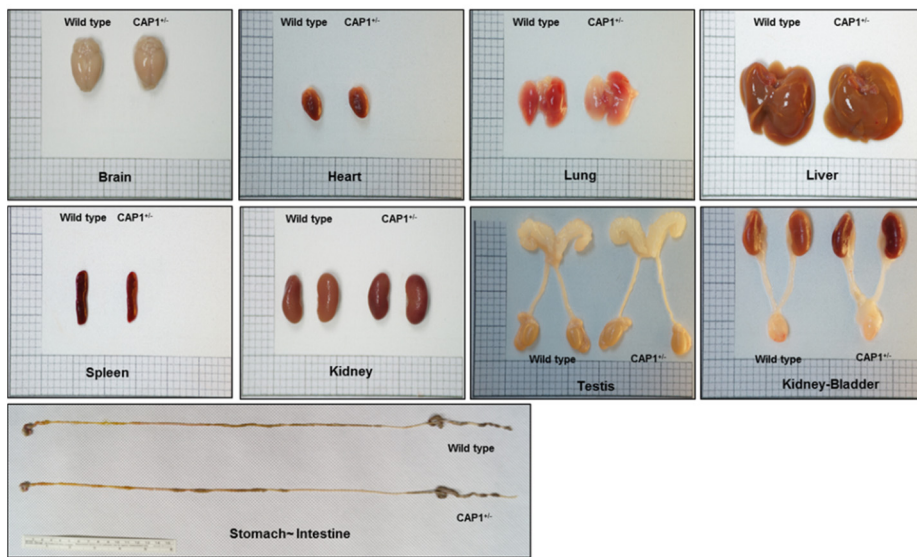 Wild type CAP1+/-
Brain
Wild type CAP1+/-
Heart
Wild type CAP1+/-
Lung
Wild type CAP1+/-
Liver
Wild type CAP1+/-
Spleen
Wild type CAP1+/-
Kidney
Wild type CAP1+/-
Testis
Wild type CAP1+/-
Kidney-Bladder
Wild type
CAP1+/-
Stomach~ Intestine